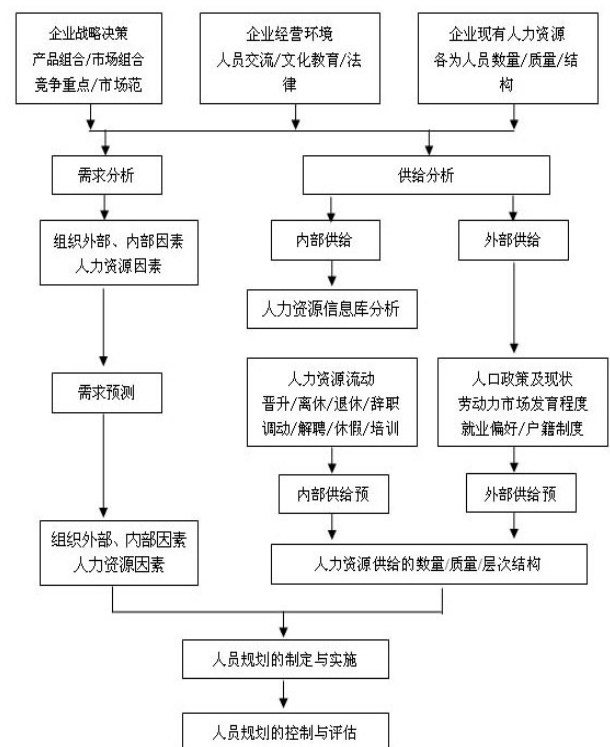 企业战略决策
产品组合/市场组合
竞争重点/市场范
企业经营环境
人员交流/文化教育/法
律
企业现有人力资源
各为人员数量/质量/结
构
需求分析
供给分析
组织外部、内部因素
人力资源因素
内部供给
外部供给
人力资源信息库分析
需求预测
人力资源流动
晋升/离休/退休/辞职
调动/解聘/休假/培训
人口政策及现状
劳动力市场发育程度
就业偏好/户籍制度
内部供给预
外部供给预
组织外部、内部因素
人力资源因素
人力资源供给的数量/质量/层次结构
人员规划的制定与实施
人员规划的控制与评估